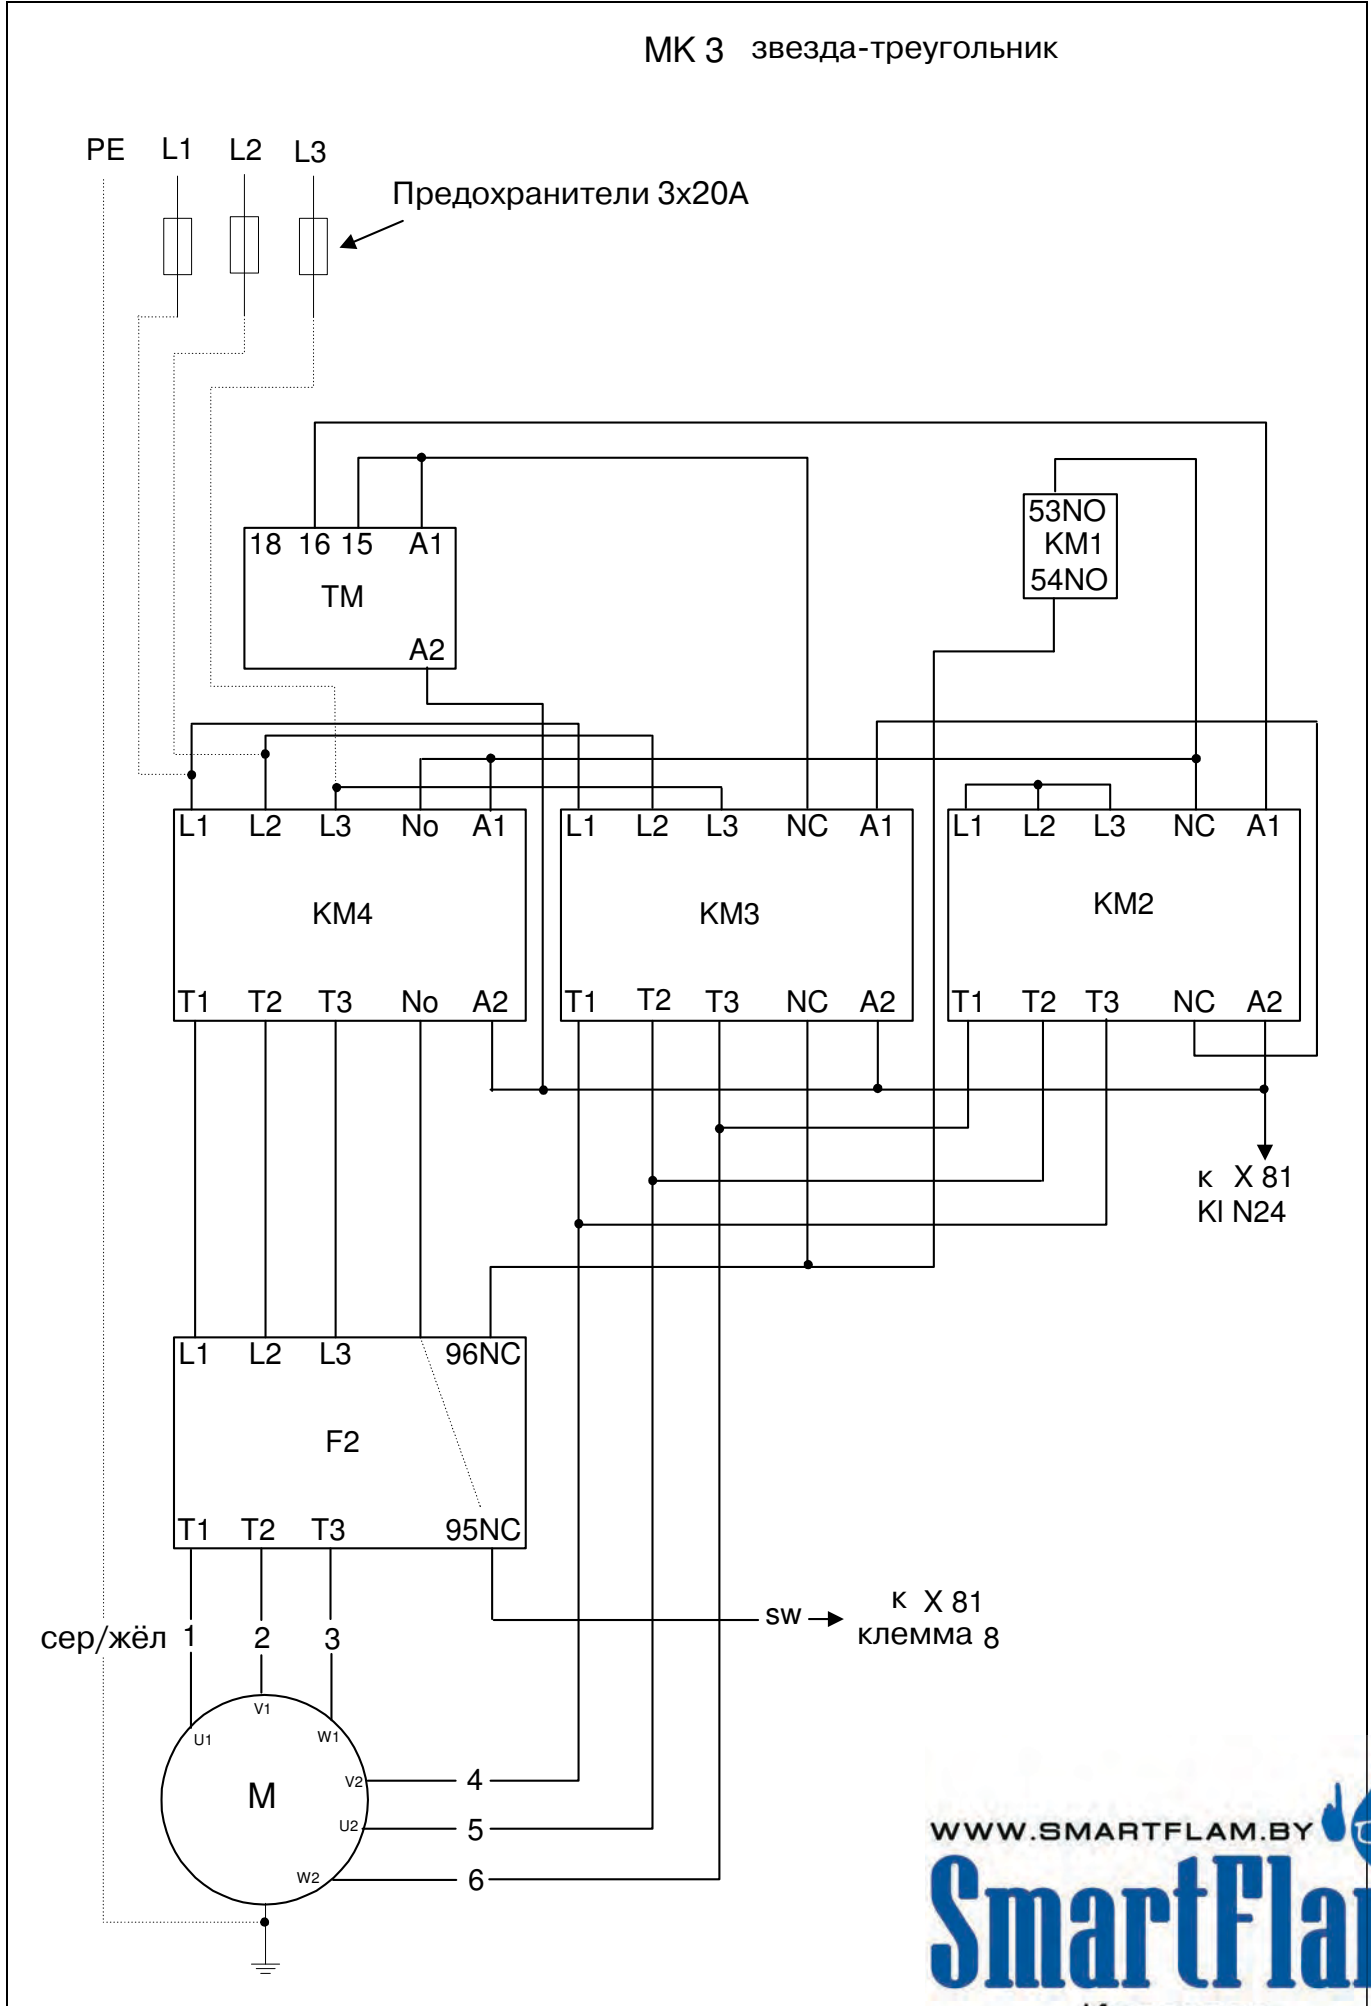 МК 3 звезда-треугольник
PE L1 L2 L3
Предохранители 3x20A
18 16 15 A1
TM
A2
53NO
KM1
54NO
L1 L2 L3 No A1
KM4
T1 T2 T3 No A2
L1 L2 L3 NC A1
KM3
T1 T2 T3 NC A2
L1 L2 L3 NC A1
KM2
T1 T2 T3 NC A2
к X 81
Kl N24
L1 L2 L3 96NC
F2
T1 T2 T3 95NC
sw
к X 81
клемма 8
сер/жёл 1 2 3
U1 V1 W1
M
V2 4
U2 5
W2 6
WWW.SMARTFLAM.BY
SmartFla